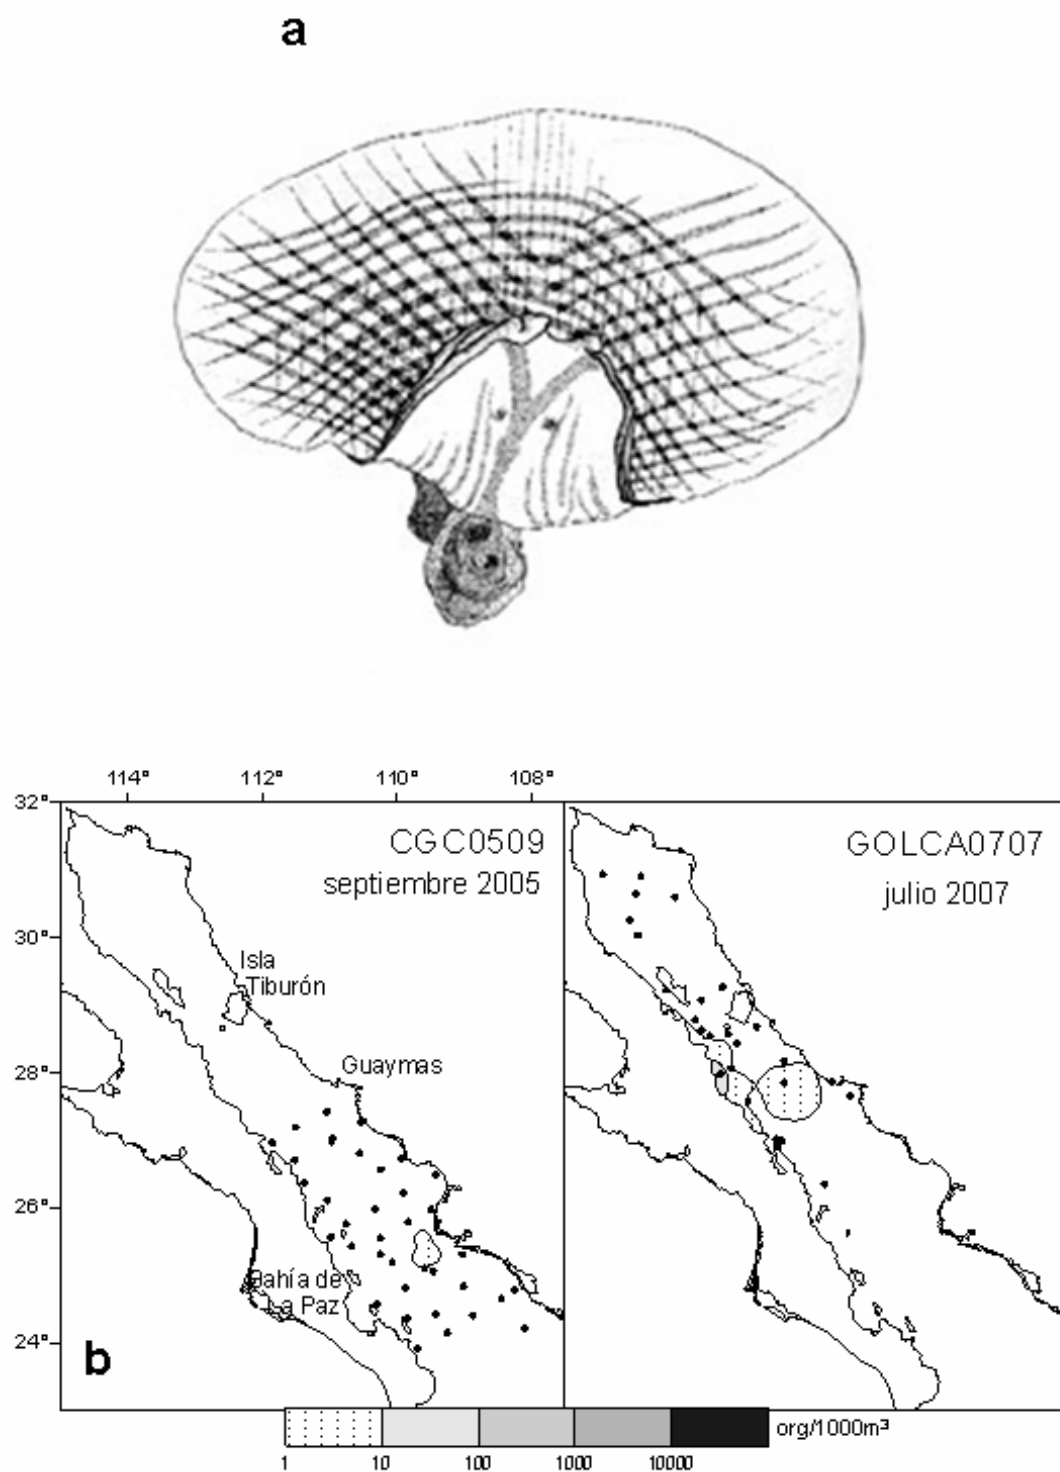 a
114° 112° 110° 108°
32°
CGC0509
septiembre 2005
GOLCA0707
julio 2007
30°
Isla
Tiburón
Guaymas
28°
26°
Bahía de
La Paz
24°
b
org/1000m³
1 10 100 1000 10000